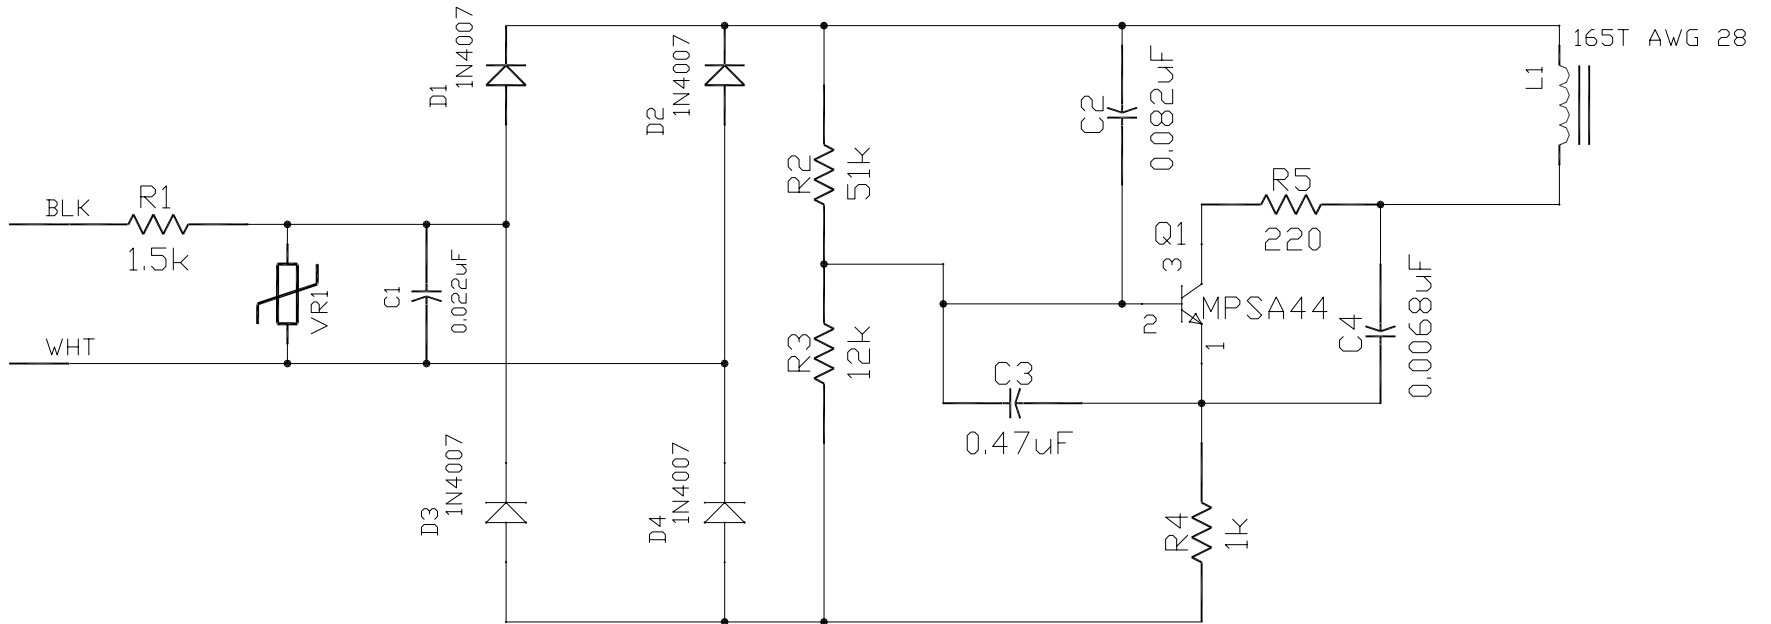 BLK
R1
1.5k
WHT
VR1
C1
0.022uF
D1
1N4007
D2
1N4007
D3
1N4007
D4
1N4007
R2
51k
R3
12k
C2
0.082uF
C3
0.47uF
Q1
3
2
1
MPSA44
R5
220
C4
0.0068uF
R4
1k
L1
165T AWG 28